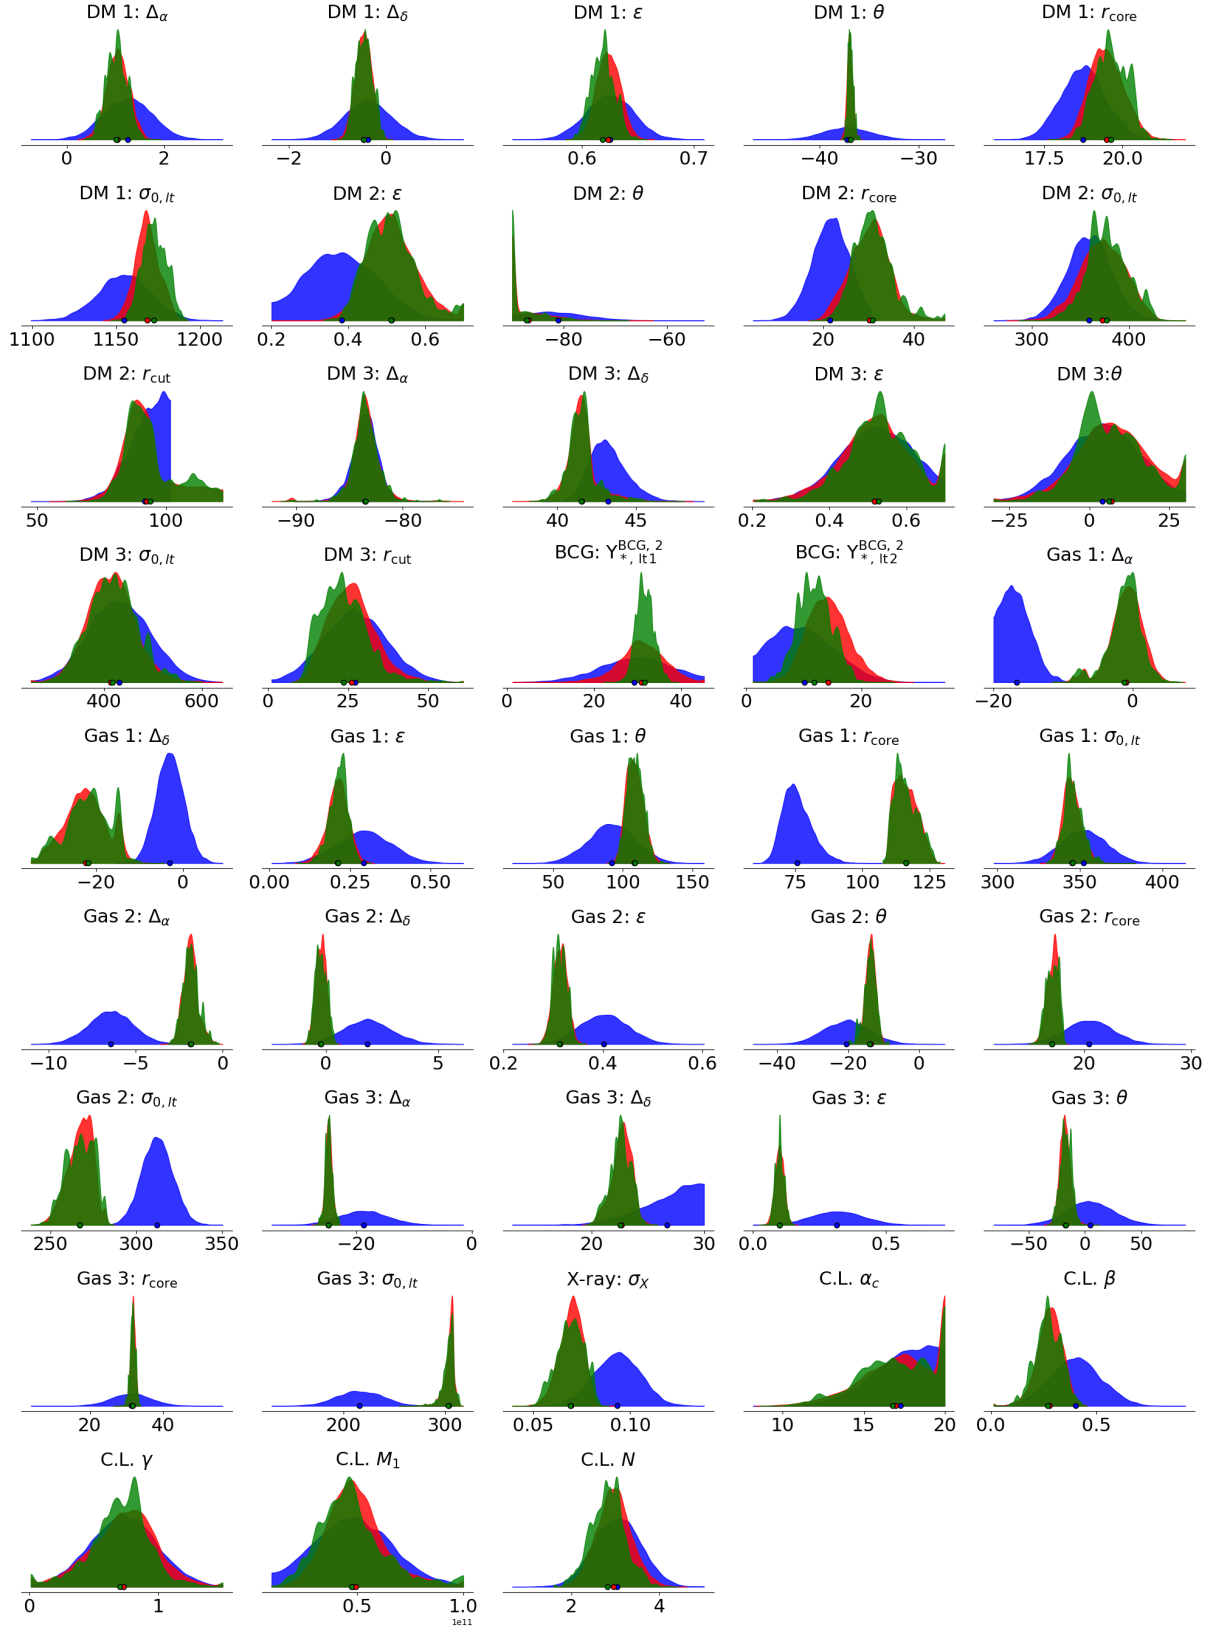 DM 1: Δα DM 1: Δδ DM 1: ε DM 1: θ DM 1: rcore
0 2 −2 0 0.6 0.7 −40 −30 17.5 20.0
DM 1: σ0,lt DM 2: ε DM 2: θ DM 2: rcore DM 2: σ0,lt
1100 1150 1200 0.2 0.4 0.6 −80 −60 20 40 300 400
DM 2: rcut DM 3: Δα DM 3: Δδ DM 3: ε DM 3:θ
50 100 −90 −80 40 45 0.2 0.4 0.6 −25 0 25
DM 3: σ0,lt DM 3: rcut BCG: ϒ*, lt1 BCG, 2 BCG: ϒ*, lt2 BCG, 2 Gas 1: Δα
400 600 0 25 50 0 20 40 0 20 −20 0
Gas 1: Δδ Gas 1: ε Gas 1: θ Gas 1: rcore Gas 1: σ0,lt
−20 0 0.00 0.25 0.50 50 100 150 75 100 125 300 350 400
Gas 2: Δα Gas 2: Δδ Gas 2: ε Gas 2: θ Gas 2: rcore
−10 −5 0 0 5 0.2 0.4 0.6 −40 −20 0 20 30
Gas 2: σ0,lt Gas 3: Δα Gas 3: Δδ Gas 3: ε Gas 3: θ
250 300 350 −20 0 20 30 0.0 0.5 −50 0 50
Gas 3: rcore Gas 3: σ0,lt X-ray: σX C.L. αc C.L. β
20 40 200 300 0.05 0.10 10 15 20 0.0 0.5
C.L. γ C.L. M1 C.L. N
0 1 0.5 1.0 2 4
1e11